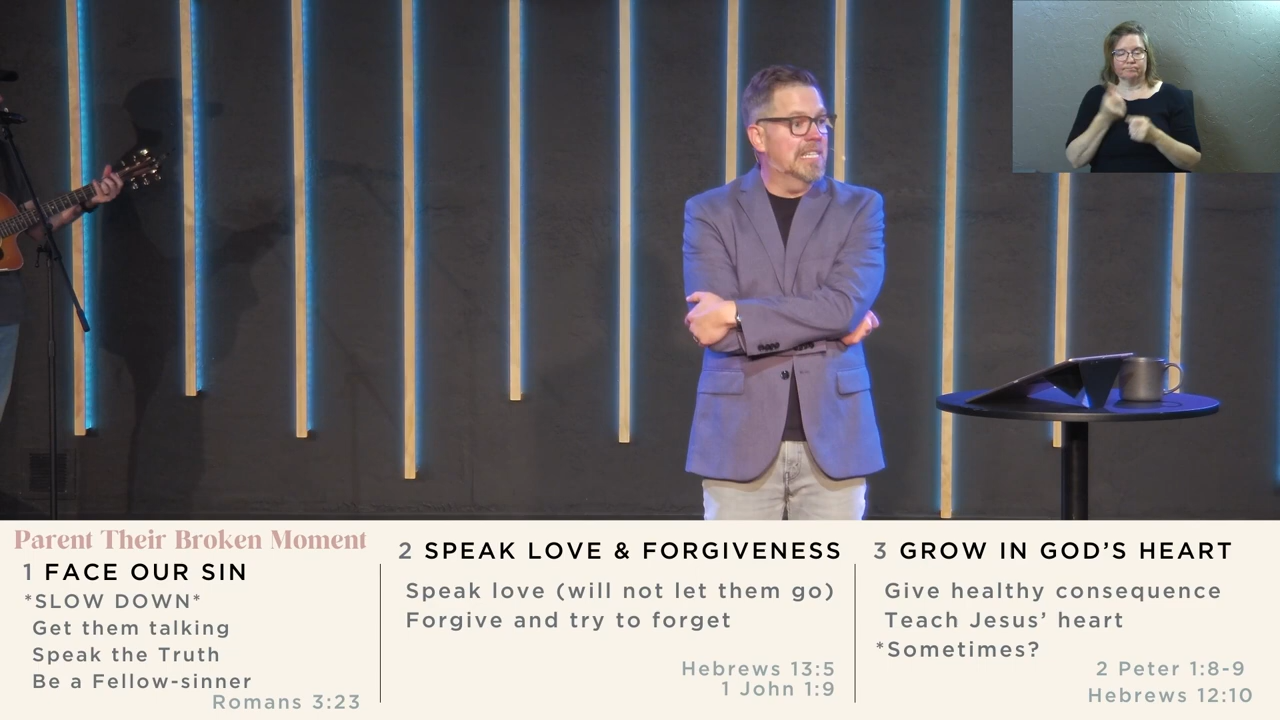 Parent Their Broken Moment
1 FACE OUR SIN
*SLOW DOWN*
Get them talking
Speak the Truth
Be a Fellow-sinner
Romans 3:23
2 SPEAK LOVE & FORGIVENESS
Speak love (will not let them go)
Forgive and try to forget
Hebrews 13:5
1 John 1:9
3 GROW IN GOD'S HEART
Give healthy consequence
Teach Jesus' heart
*Sometimes?
2 Peter 1:8-9
Hebrews 12:10